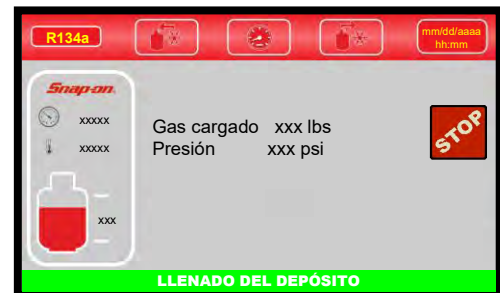 R134a
mm/dd/aaaa
hh:mm
Snap-on
xxxxx
xxxxx
xxx
Gas cargado xxx lbs
Presión xxx psi
STOP
LLENADO DEL DEPÓSITO